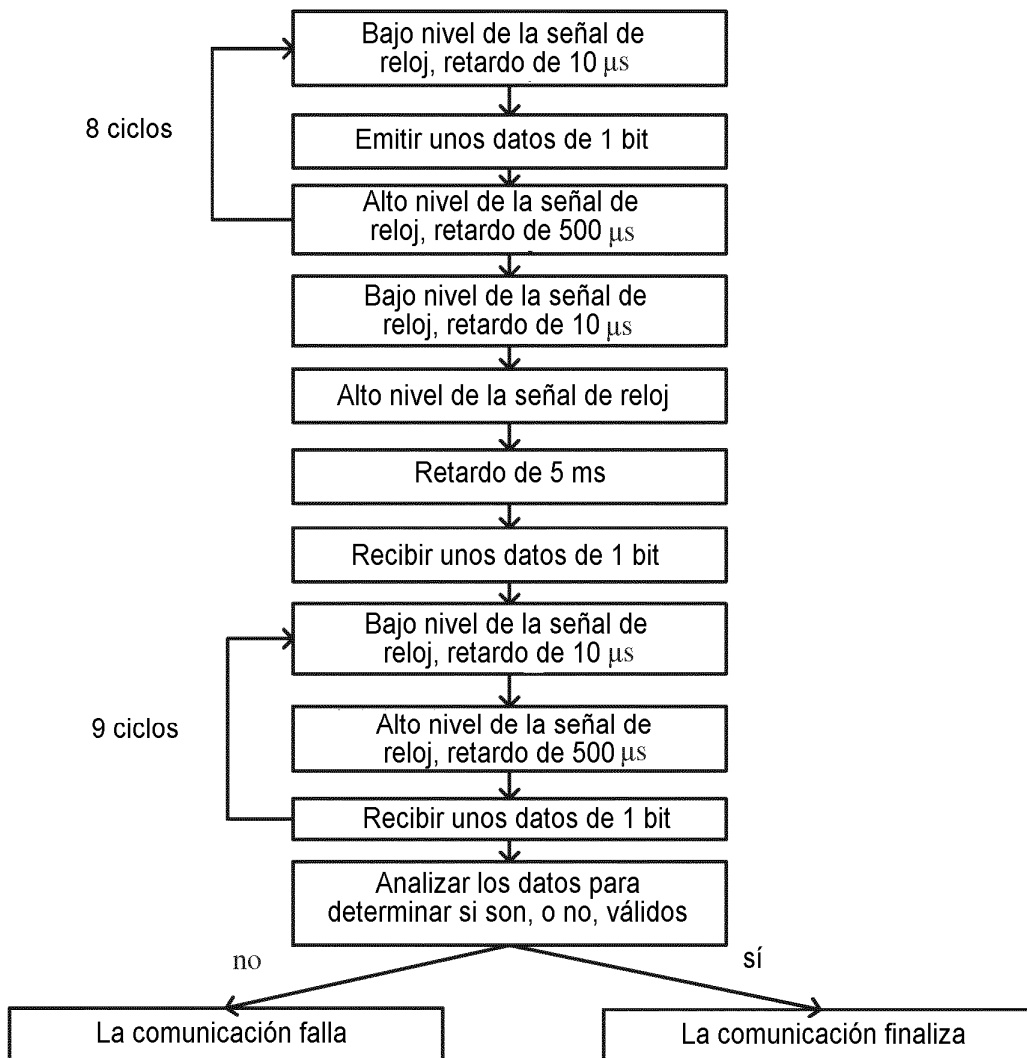 Bajo nivel de la señal de
reloj, retardo de 10 μs
8 ciclos
Emitir unos datos de 1 bit
Alto nivel de la señal de
reloj, retardo de 500 μs
Bajo nivel de la señal de
reloj, retardo de 10 μs
Alto nivel de la señal de reloj
Retardo de 5 ms
Recibir unos datos de 1 bit
Bajo nivel de la señal de
reloj, retardo de 10 μs
9 ciclos
Alto nivel de la señal de
reloj, retardo de 500 μs
Recibir unos datos de 1 bit
Analizar los datos para
determinar si son, o no, válidos
no
sí
La comunicación falla
La comunicación finaliza